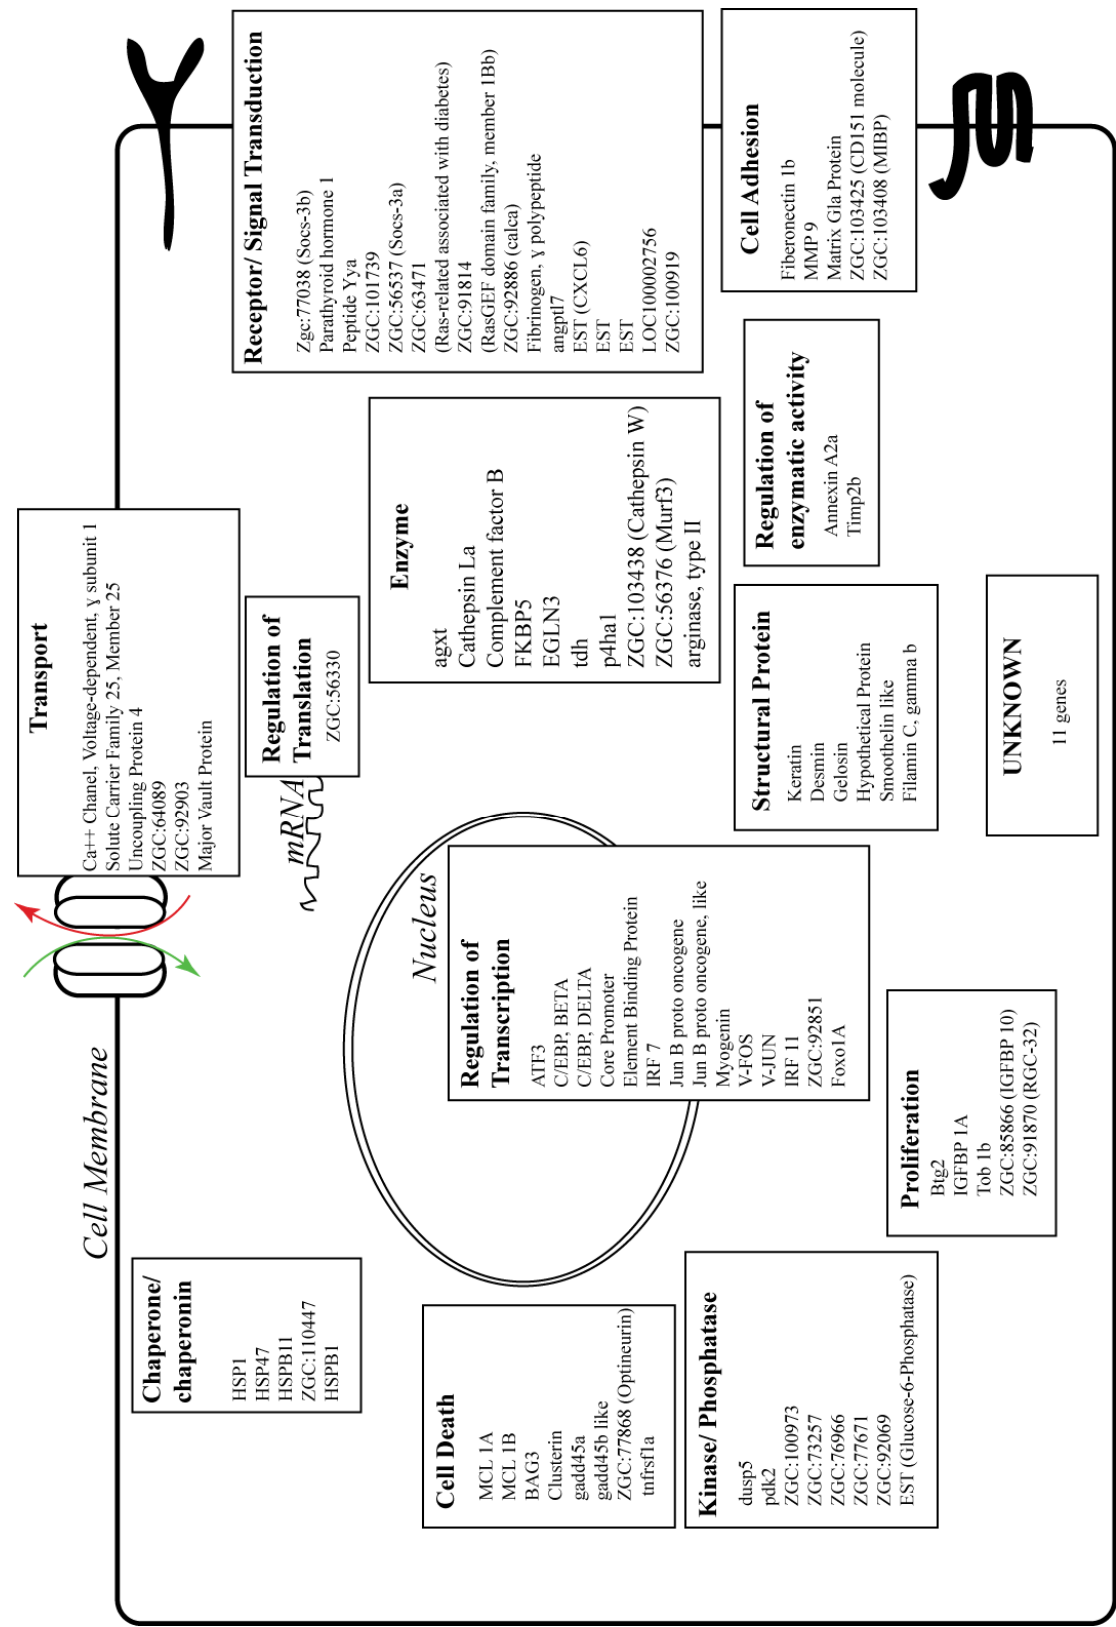 Cell Membrane
Chaperone/
chaperonin
HSP1
HSP47
HSPB11
ZGC:110447
HSPB1
Transport
Ca++ Chanel, Voltage-dependent, γ subunit 1
Solute Carrier Family 25, Member 25
Uncoupling Protein 4
ZGC:64089
ZGC:92903
Major Vault Protein
Regulation of
Translation
ZGC:56330
mRNA
Receptor/ Signal Transduction
Zgc:77038 (Socs-3b)
Parathyroid hormone 1
Peptide Yya
ZGC:101739
ZGC:56537 (Socs-3a)
ZGC:63471
(Ras-related associated with diabetes)
ZGC:91814
(RasGEF domain family, member 1Bb)
ZGC:92886 (calca)
Fibrinogen, γ polypeptide
angptl7
EST (CXCL6)
EST
EST
LOC100002756
ZGC:100919
Cell Death
MCL 1A
MCL 1B
BAG3
Clusterin
gadd45a
gadd45b like
ZGC:77868 (Optineurin)
tnfrsf1a
Nucleus
Regulation of
Transcription
ATF3
C/EBP, BETA
C/EBP, DELTA
Core Promoter
Element Binding Protein
IRF 7
Jun B proto oncogene
Jun B proto oncogene, like
Myogenin
V-FOS
V-JUN
IRF 11
ZGC:92851
Foxo1A
Enzyme
agxt
Cathepsin La
Complement factor B
FKBP5
EGLN3
tdh
p4ha1
ZGC:103438 (Cathepsin W)
ZGC:56376 (Murf3)
arginase, type II
Kinase/ Phosphatase
dusp5
pdk2
ZGC:100973
ZGC:73257
ZGC:76966
ZGC:77671
ZGC:92069
EST (Glucose-6-Phosphatase)
Proliferation
Btg2
IGFBP 1A
Tob 1b
ZGC:85866 (IGFBP 10)
ZGC:91870 (RGC-32)
Structural Protein
Keratin
Desmin
Gelosin
Hypothetical Protein
Smoothelin like
Filamin C, gamma b
Regulation of
enzymatic activity
Annexin A2a
Timp2b
Cell Adhesion
Fiberonectin 1b
MMP 9
Matrix Gla Protein
ZGC:103425 (CD151 molecule)
ZGC:103408 (MIBP)
UNKNOWN
11 genes